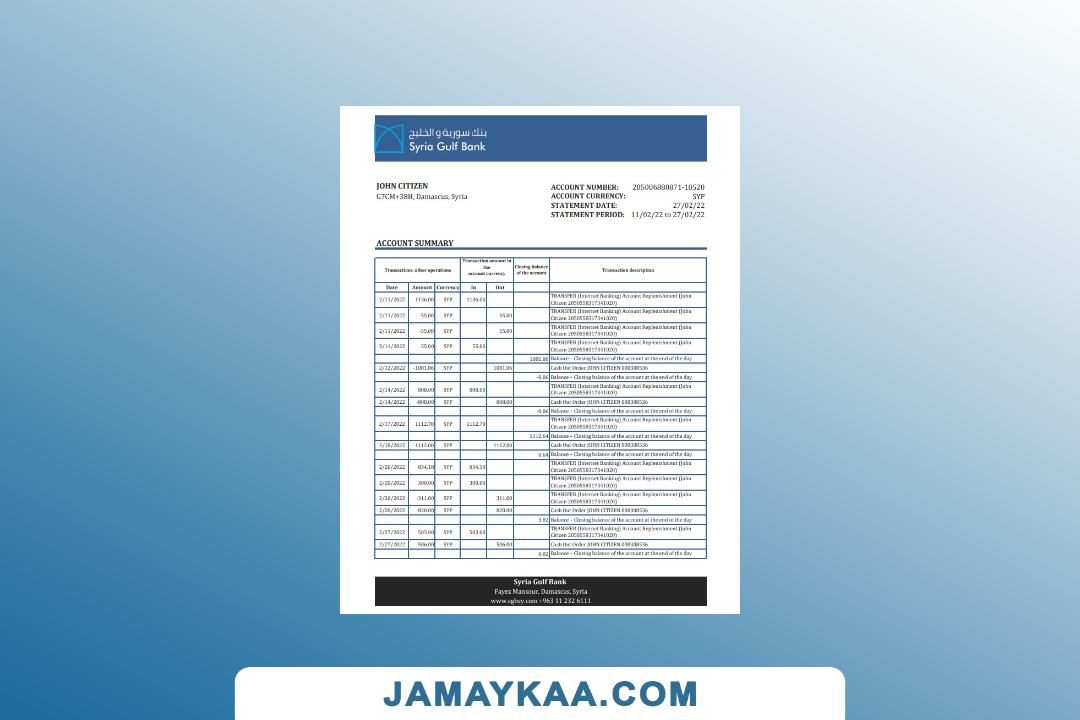 بنك سورية و الخليج
Syria Gulf Bank
JOHN CITIZEN
G7CM+38H, Damascus, Syria
ACCOUNT NUMBER: 205006880871-10520
ACCOUNT CURRENCY: SYP
STATEMENT DATE: 27/02/22
STATEMENT PERIOD: 11/02/22 to 27/02/22
ACCOUNT SUMMARY
Transactions, other operations
Transaction amount in
the
account currency
Closing balance
of the account
Transaction description
Date Amount Currency In Out
2/11/2022 1136.00 SYP 1136.00 TRANSFER (Internet Banking) Account Replenishment (John
Citizen 2050558317341020)
2/11/2022 55.00 SYP 55.00 TRANSFER (Internet Banking) Account Replenishment (John
Citizen 2050558317341020)
2/11/2022 -55.00 SYP 55.00 TRANSFER (Internet Banking) Account Replenishment (John
Citizen 2050558317341020)
2/11/2022 55.00 SYP 55.00 TRANSFER (Internet Banking) Account Replenishment (John
Citizen 2050558317341020)
Balance – Closing balance of the account at the end of the day
2/12/2022 -1081.06 SYP 1081.06 Cash Out Order JOHN CITIZEN 000308536
-0.06 Balance – Closing balance of the account at the end of the day
2/14/2022 808.00 SYP 808.00 TRANSFER (Internet Banking) Account Replenishment (John
Citizen 2050558317341020)
2/14/2022 -808.00 SYP 808.00 Cash Out Order JOHN CITIZEN 000308536
-0.06 Balance – Closing balance of the account at the end of the day
2/17/2022 1112.70 SYP 1112.70 TRANSFER (Internet Banking) Account Replenishment (John
Citizen 2050558317341020)
1112.64 Balance – Closing balance of the account at the end of the day
2/18/2022 -1112.00 SYP 1112.00 Cash Out Order JOHN CITIZEN 000308536
0.64 Balance – Closing balance of the account at the end of the day
2/20/2022 834.18 SYP 834.18 TRANSFER (Internet Banking) Account Replenishment (John
Citizen 2050558317341020)
2/20/2022 300.00 SYP 300.00 TRANSFER (Internet Banking) Account Replenishment (John
Citizen 2050558317341020)
2/20/2022 -311.00 SYP 311.00 TRANSFER (Internet Banking) Account Replenishment (John
Citizen 2050558317341020)
2/20/2022 -820.00 SYP 820.00 Cash Out Order JOHN CITIZEN 000308536
3.82 Balance – Closing balance of the account at the end of the day
2/27/2022 503.00 SYP 503.00 TRANSFER (Internet Banking) Account Replenishment (John
Citizen 2050558317341020)
2/27/2022 506.00 SYP 506.00 Cash Out Order JOHN CITIZEN 000308536
0.82 Balance – Closing balance of the account at the end of the day
Syria Gulf Bank
Fayez Mansour, Damascus, Syria
www.sgbsy.com +963 11 232 6111
JAMAYKAA.COM